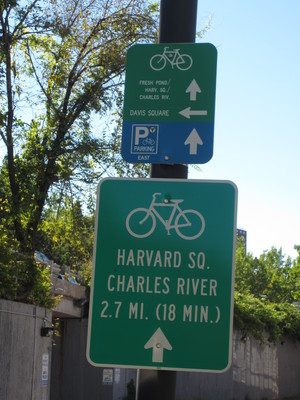 FRESH POND/
HARV. SQ./
CHARLES RIV.
DAVIS SQUARE
P
PARKING
EAST
HARVARD SQ.
CHARLES RIVER
2.7 MI. (18 MIN.)